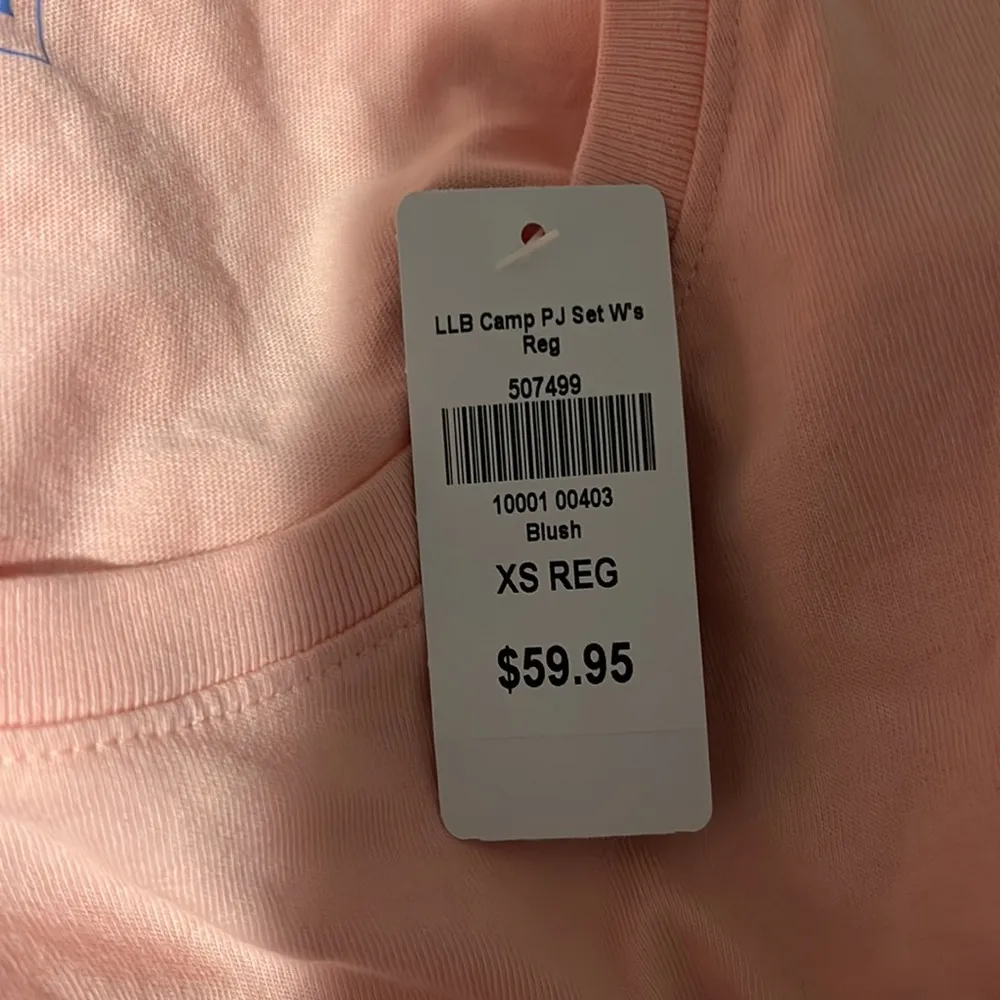 LLB Camp PJ Set W's
Reg
507499
10001 00403
Blush
XS REG
$59.95